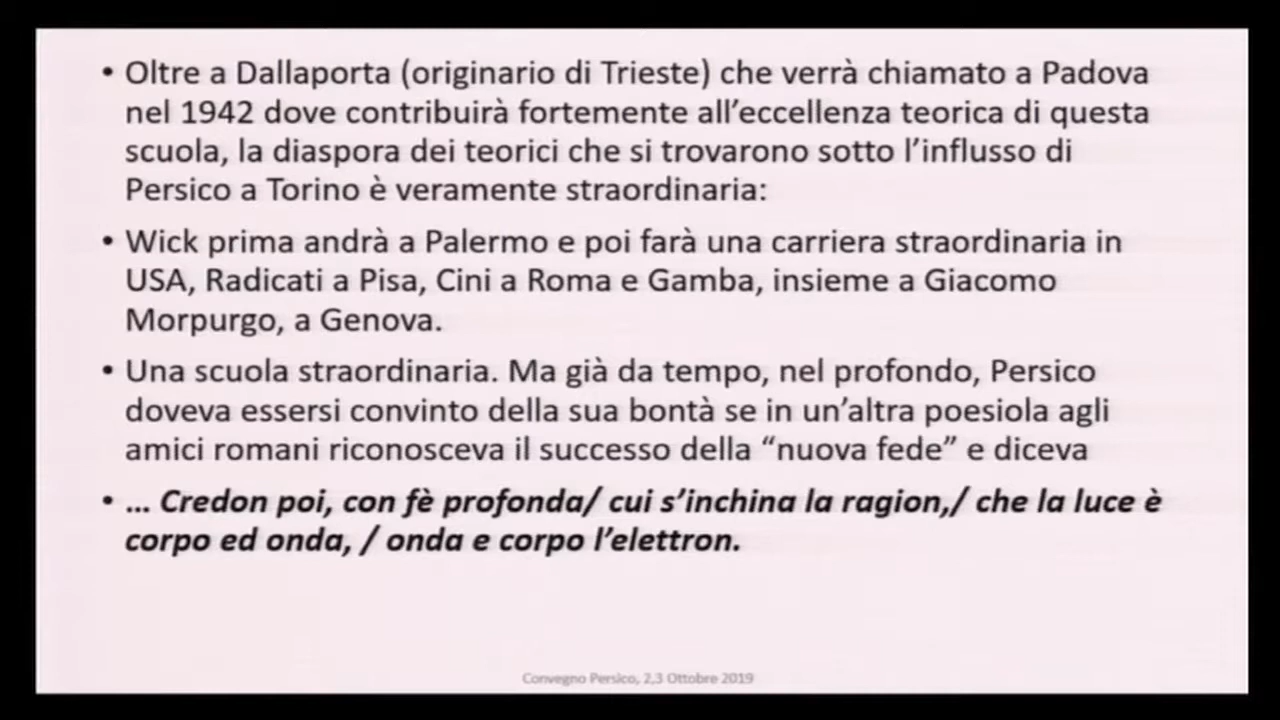 • Oltre a Dallaporta (originario di Trieste) che verrà chiamato a Padova
nel 1942 dove contribuirà fortemente all’eccellenza teorica di questa
scuola, la diaspora dei teorici che si trovarono sotto l’influsso di
Persico a Torino è veramente straordinaria:
• Wick prima andrà a Palermo e poi farà una carriera straordinaria in
USA, Radicati a Pisa, Cini a Roma e Gamba, insieme a Giacomo
Morpurgo, a Genova.
• Una scuola straordinaria. Ma già da tempo, nel profondo, Persico
doveva essersi convinto della sua bontà se in un’altra poesiola agli
amici romani riconosceva il successo della “nuova fede” e diceva
• … Credon poi, con fè profonda/ cui s’inchina la ragion,/ che la luce è
corpo ed onda, / onda e corpo l’elettron.
Convegno Persico, 2,3 Ottobre 2019